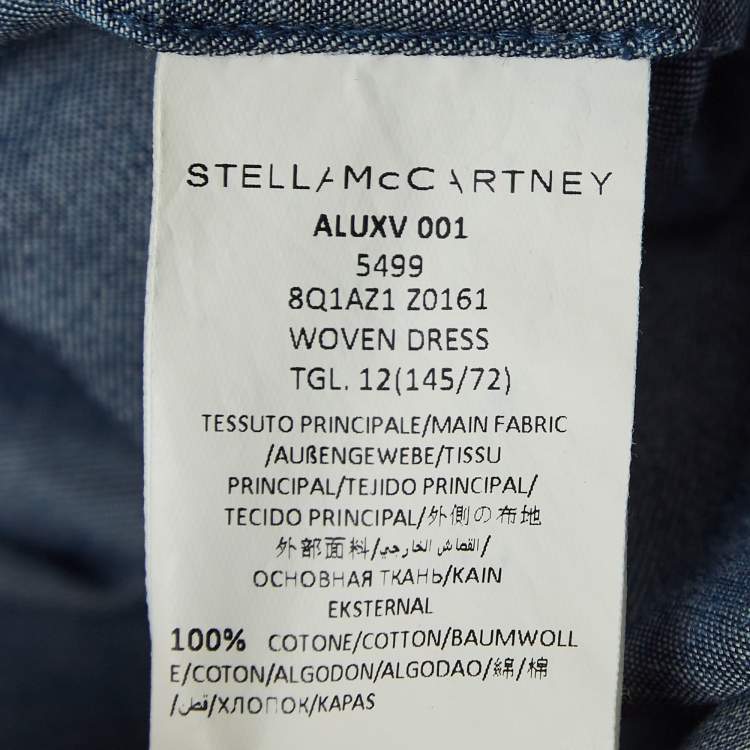 STELLAMcCARTNEY
ALUXV 001
5499
8Q1AZ1 Z0161
WOVEN DRESS
TGL. 12(145/72)
TESSUTO PRINCIPALE/MAIN FABRIC
/AUßENGEWEBE/TISSU
PRINCIPAL/TEJIDO PRINCIPAL/
TECIDO PRINCIPAL/外側の布地
外部面料/القماش الخارجي/
ОСНОВНАЯ ТКАНЬ/KAIN
EKSTERNAL
100% COTONE/COTTON/BAUMWOLL
E/COTON/ALGODON/ALGODAO/綿/棉
/قطن/ХЛОПОК/KAPAS